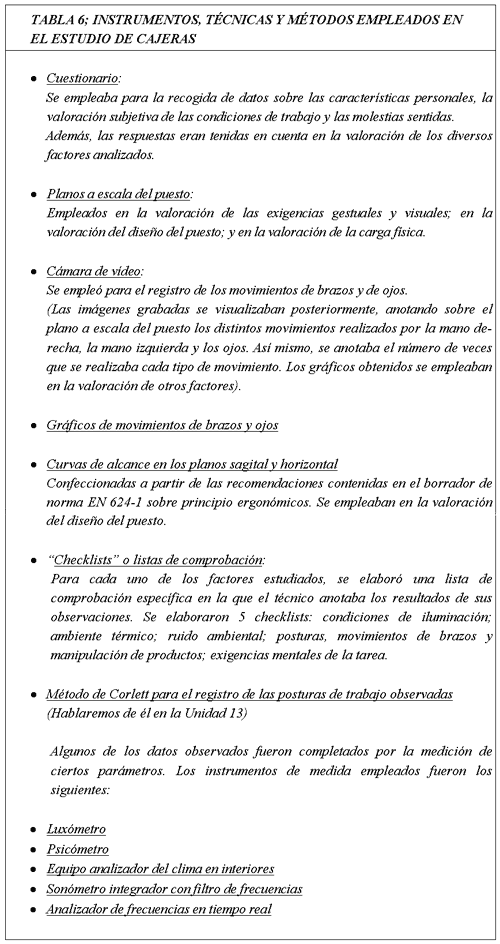 TABLA 6; INSTRUMENTOS, TÉCNICAS Y MÉTODOS EMPLEADOS EN
EL ESTUDIO DE CAJERAS
● Cuestionario:
Se empleaba para la recogida de datos sobre las características personales, la
valoración subjetiva de las condiciones de trabajo y las molestias sentidas.
Además, las respuestas eran tenidas en cuenta en la valoración de los diversos
factores analizados.
● Planos a escala del puesto:
Empleados en la valoración de las exigencias gestuales y visuales; en la
valoración del diseño del puesto; y en la valoración de la carga física.
● Cámara de vídeo:
Se empleó para el registro de los movimientos de brazos y de ojos.
(Las imágenes grabadas se visualizaban posteriormente, anotando sobre el
plano a escala del puesto los distintos movimientos realizados por la mano de-
recha, la mano izquierda y los ojos. Así mismo, se anotaba el número de veces
que se realizaba cada tipo de movimiento. Los gráficos obtenidos se empleaban
en la valoración de otros factores).
● Gráficos de movimientos de brazos y ojos
● Curvas de alcance en los planos sagital y horizontal
Confeccionadas a partir de las recomendaciones contenidas en el borrador de
norma EN 624-1 sobre principio ergonómicos. Se empleaban en la valoración
del diseño del puesto.
● “Checklists” o listas de comprobación:
Para cada uno de los factores estudiados, se elaboró una lista de
comprobación específica en la que el técnico anotaba los resultados de sus
observaciones. Se elaboraron 5 checklists: condiciones de iluminación;
ambiente térmico; ruido ambiental; posturas, movimientos de brazos y
manipulación de productos; exigencias mentales de la tarea.
● Método de Corlett para el registro de las posturas de trabajo observadas
(Hablaremos de él en la Unidad 13)
Algunos de los datos observados fueron completados por la medición de
ciertos parámetros. Los instrumentos de medida empleados fueron los
siguientes:
● Luxómetro
● Psicómetro
● Equipo analizador del clima en interiores
● Sonómetro integrador con filtro de frecuencias
● Analizador de frecuencias en tiempo real